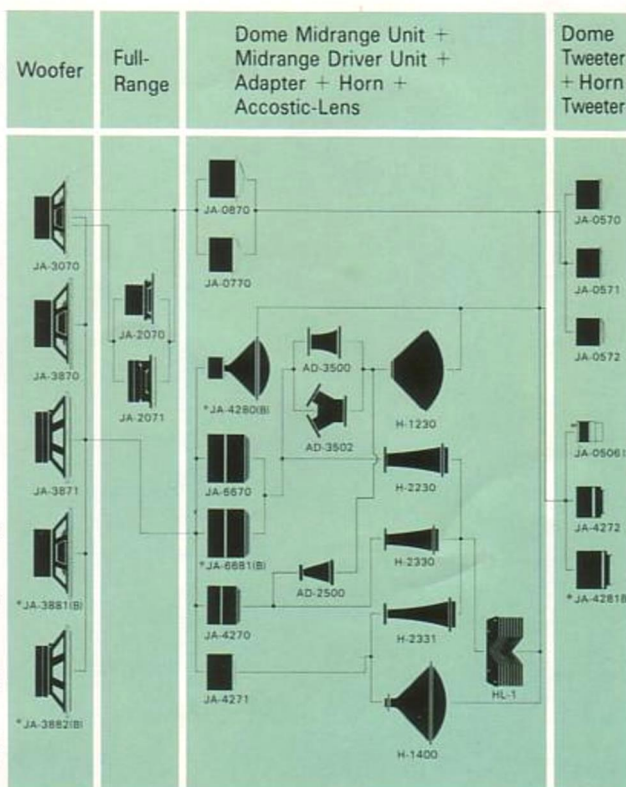 Woofer
Full-
Range
Dome Midrange Unit +
Midrange Driver Unit +
Adapter + Horn +
Accostic-Lens
Dome
Tweeter
+ Horn
Tweeter
JA-3070
JA-3870
JA-3871
*JA-3881(B)
*JA-3882(B)
JA-2070
JA-2071
JA-0870
JA-0770
*JA-4280(B)
JA-6670
*JA-6681(B)
JA-4270
JA-4271
AD-3500
AD-3502
AD-2500
H-1230
H-2230
H-2330
H-2331
H-1400
HL-1
JA-0570
JA-0571
JA-0572
JA-0506
JA-4272
*JA-4281B